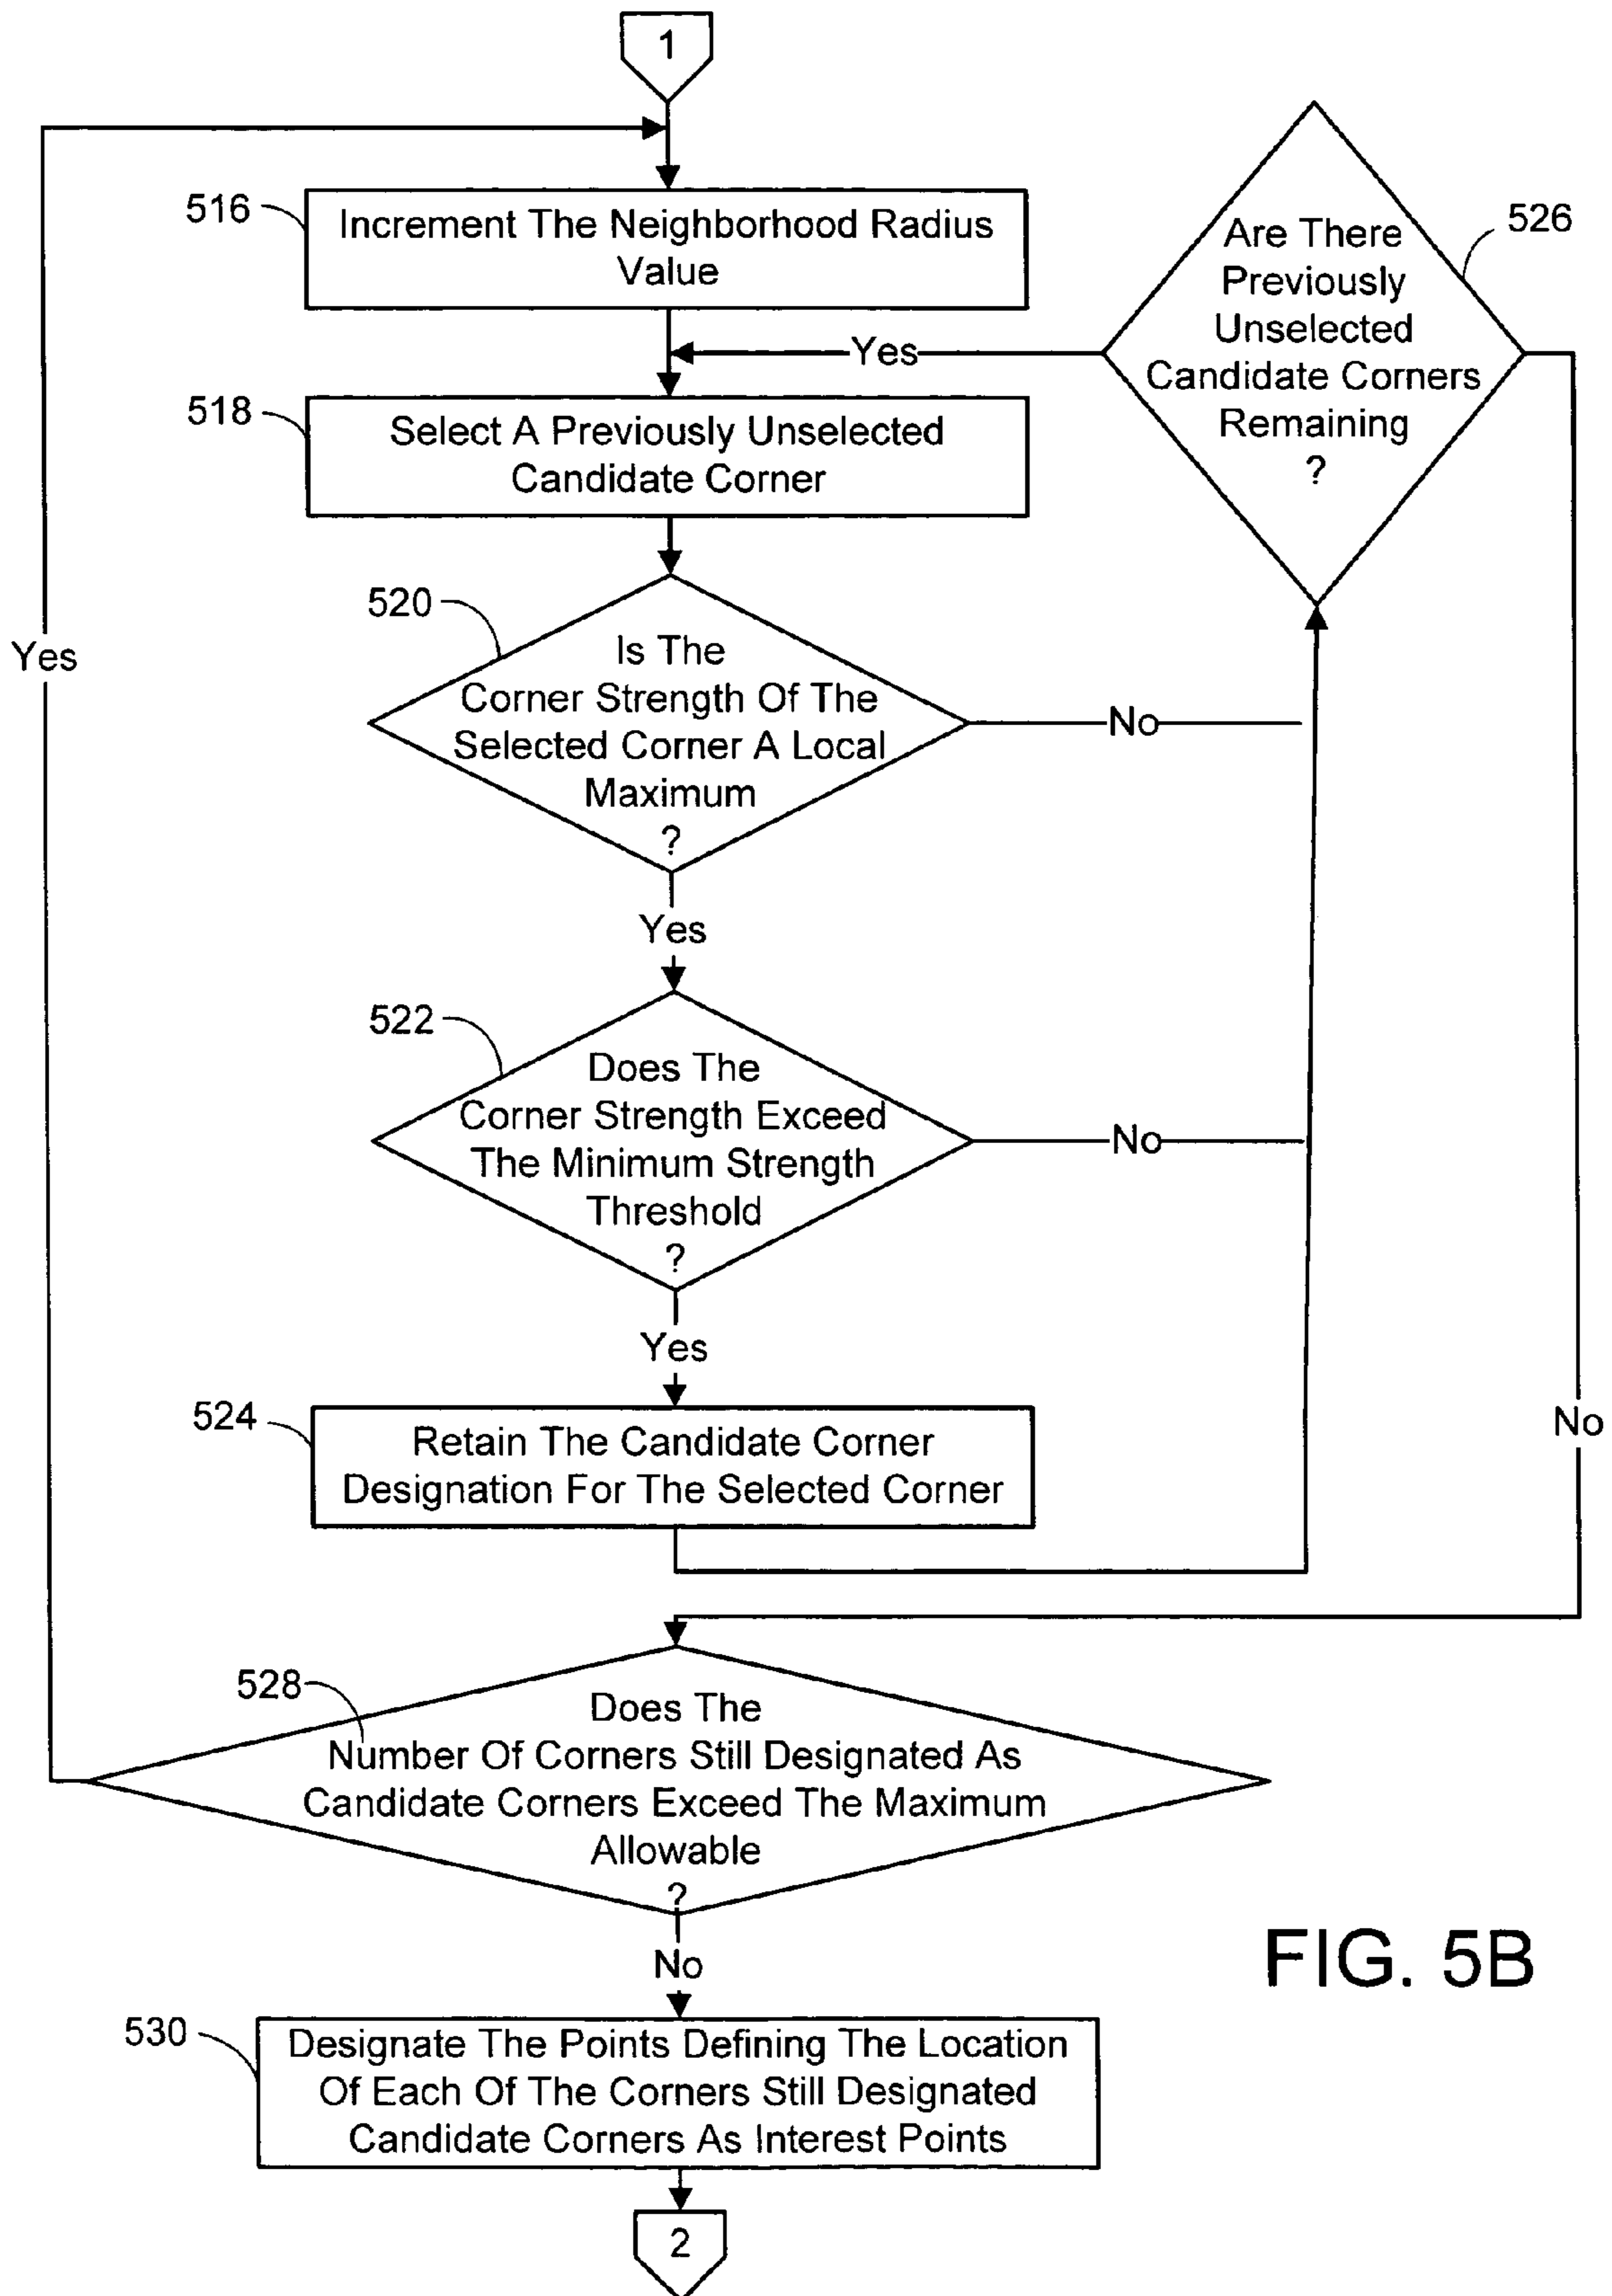 1
516
Increment The Neighborhood Radius
Value
Are There
Previously
Unselected
Candidate Corners
Remaining
?
526
Yes
518
Select A Previously Unselected
Candidate Corner
520
Is The
Corner Strength Of The
Selected Corner A Local
Maximum
?
No
Yes
Yes
522
Does The
Corner Strength Exceed
The Minimum Strength
Threshold
?
No
Yes
524
Retain The Candidate Corner
Designation For The Selected Corner
No
528
Does The
Number Of Corners Still Designated As
Candidate Corners Exceed The Maximum
Allowable
?
No
FIG. 5B
530
Designate The Points Defining The Location
Of Each Of The Corners Still Designated
Candidate Corners As Interest Points
2